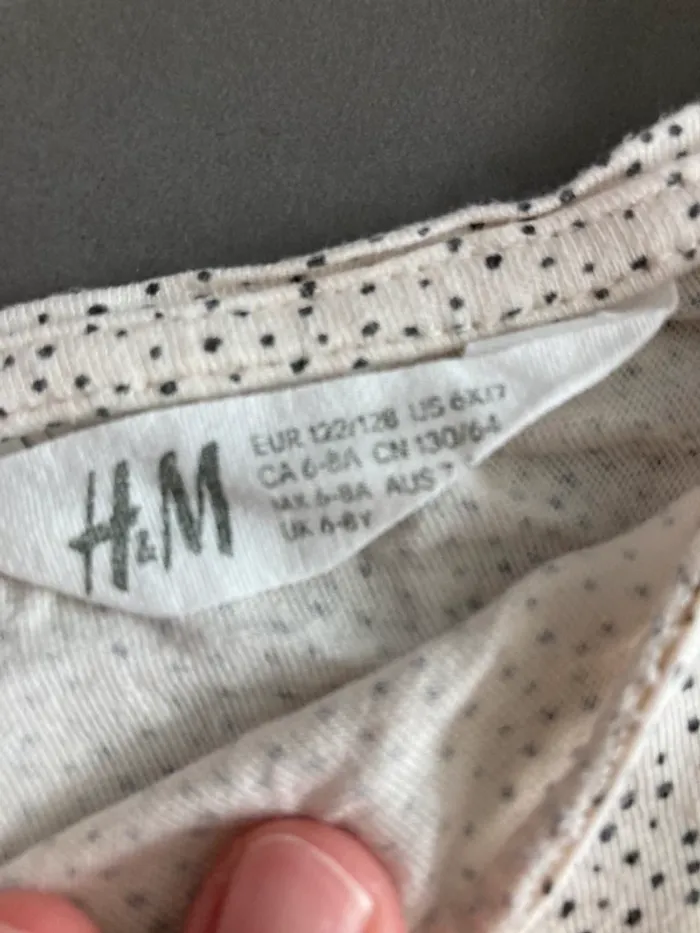 H&M
EUR 122/128 US 6X/7
CA 6-8A CN 130/64
MX 6-8A AUS 7
UK 6-8Y